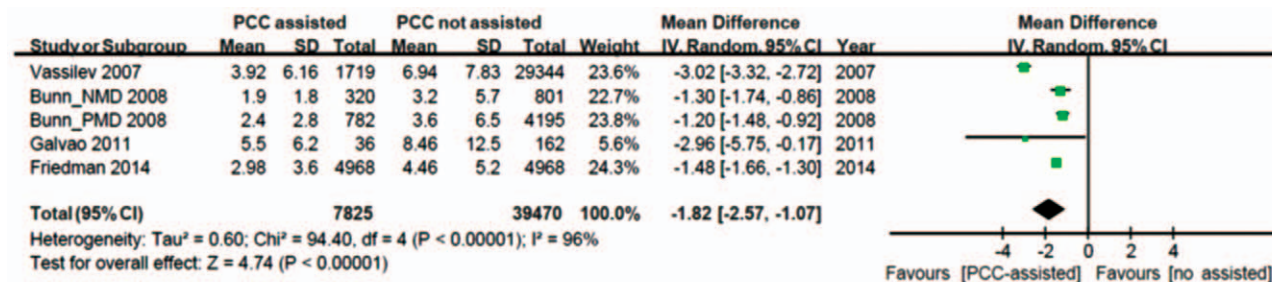 PCC assisted PCC not assisted Mean Difference Mean Difference
Study or Subgroup Mean SD Total Mean SD Total Weight IV. Random. 95% CI Year IV. Random. 95% CI
Vassilev 2007 3.92 6.16 1719 6.94 7.83 29344 23.6% -3.02 [-3.32, -2.72] 2007
Bunn_NMD 2008 1.9 1.8 320 3.2 5.7 801 22.7% -1.30 [-1.74, -0.86] 2008
Bunn_PMD 2008 2.4 2.8 782 3.6 6.5 4195 23.8% -1.20 [-1.48, -0.92] 2008
Galvao 2011 5.5 6.2 36 8.46 12.5 162 5.6% -2.96 [-5.75, -0.17] 2011
Friedman 2014 2.98 3.6 4968 4.46 5.2 4968 24.3% -1.48 [-1.66, -1.30] 2014
Total (95% CI) 7825 39470 100.0% -1.82 [-2.57, -1.07]
Heterogeneity: Tau² = 0.60; Chi² = 94.40, df = 4 (P < 0.00001); I² = 96%
Test for overall effect: Z = 4.74 (P < 0.00001)
-4 -2 0 2 4
Favours [PCC-assisted] Favours [no assisted]